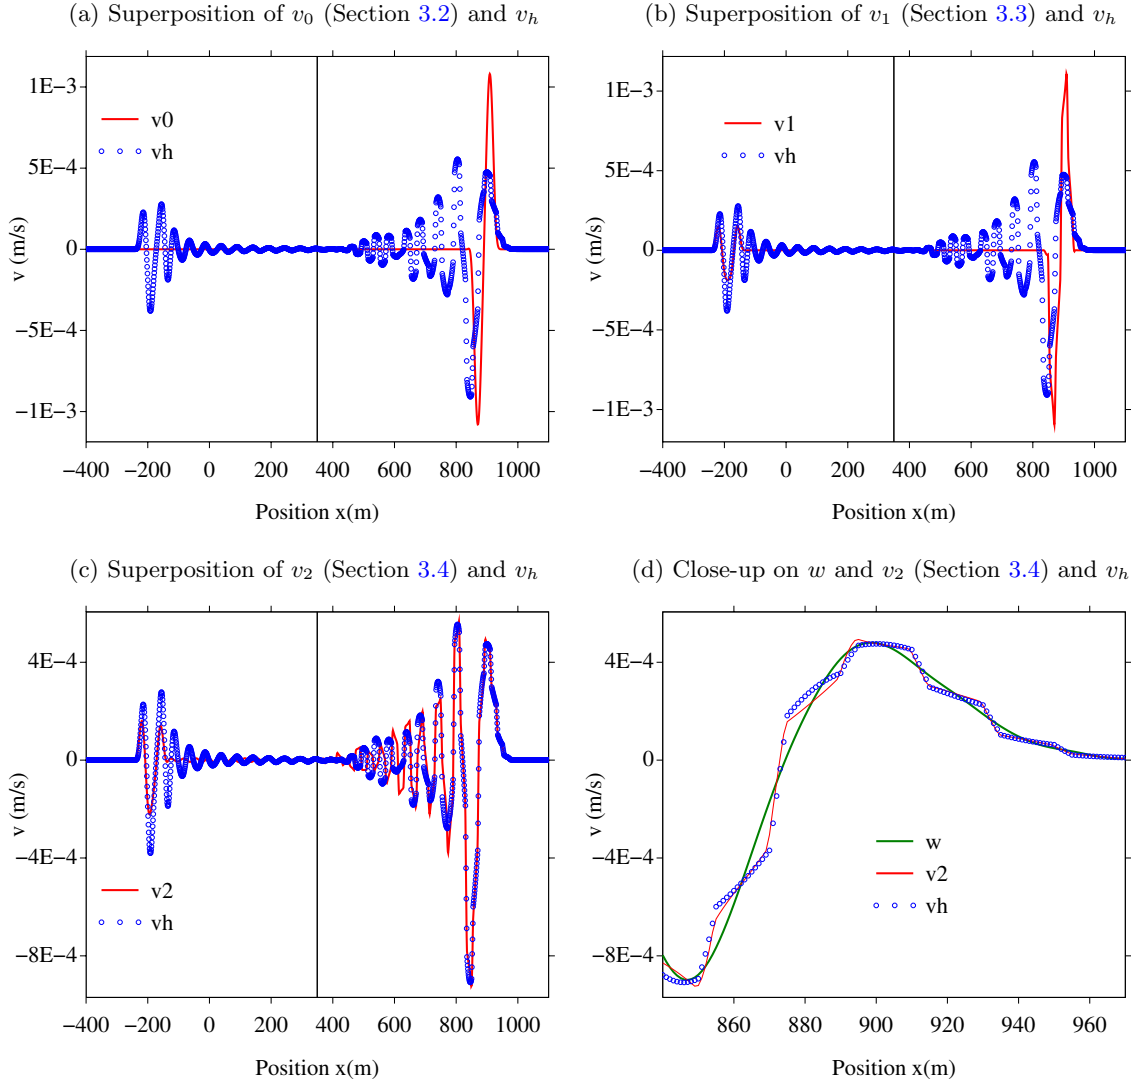 (a) Superposition of v₀ (Section 3.2) and vₕ
v (m/s)
1E−3
5E−4
0
−5E−4
−1E−3
v0
vh
−400 −200 0 200 400 600 800 1000
Position x(m)
(b) Superposition of v₁ (Section 3.3) and vₕ
v (m/s)
1E−3
5E−4
0
−5E−4
−1E−3
v1
vh
−400 −200 0 200 400 600 800 1000
Position x(m)
(c) Superposition of v₂ (Section 3.4) and vₕ
v (m/s)
4E−4
0
−4E−4
−8E−4
v2
vh
−400 −200 0 200 400 600 800 1000
Position x(m)
(d) Close-up on w and v₂ (Section 3.4) and vₕ
v (m/s)
4E−4
0
−4E−4
−8E−4
w
v2
vh
860 880 900 920 940 960
Position x(m)